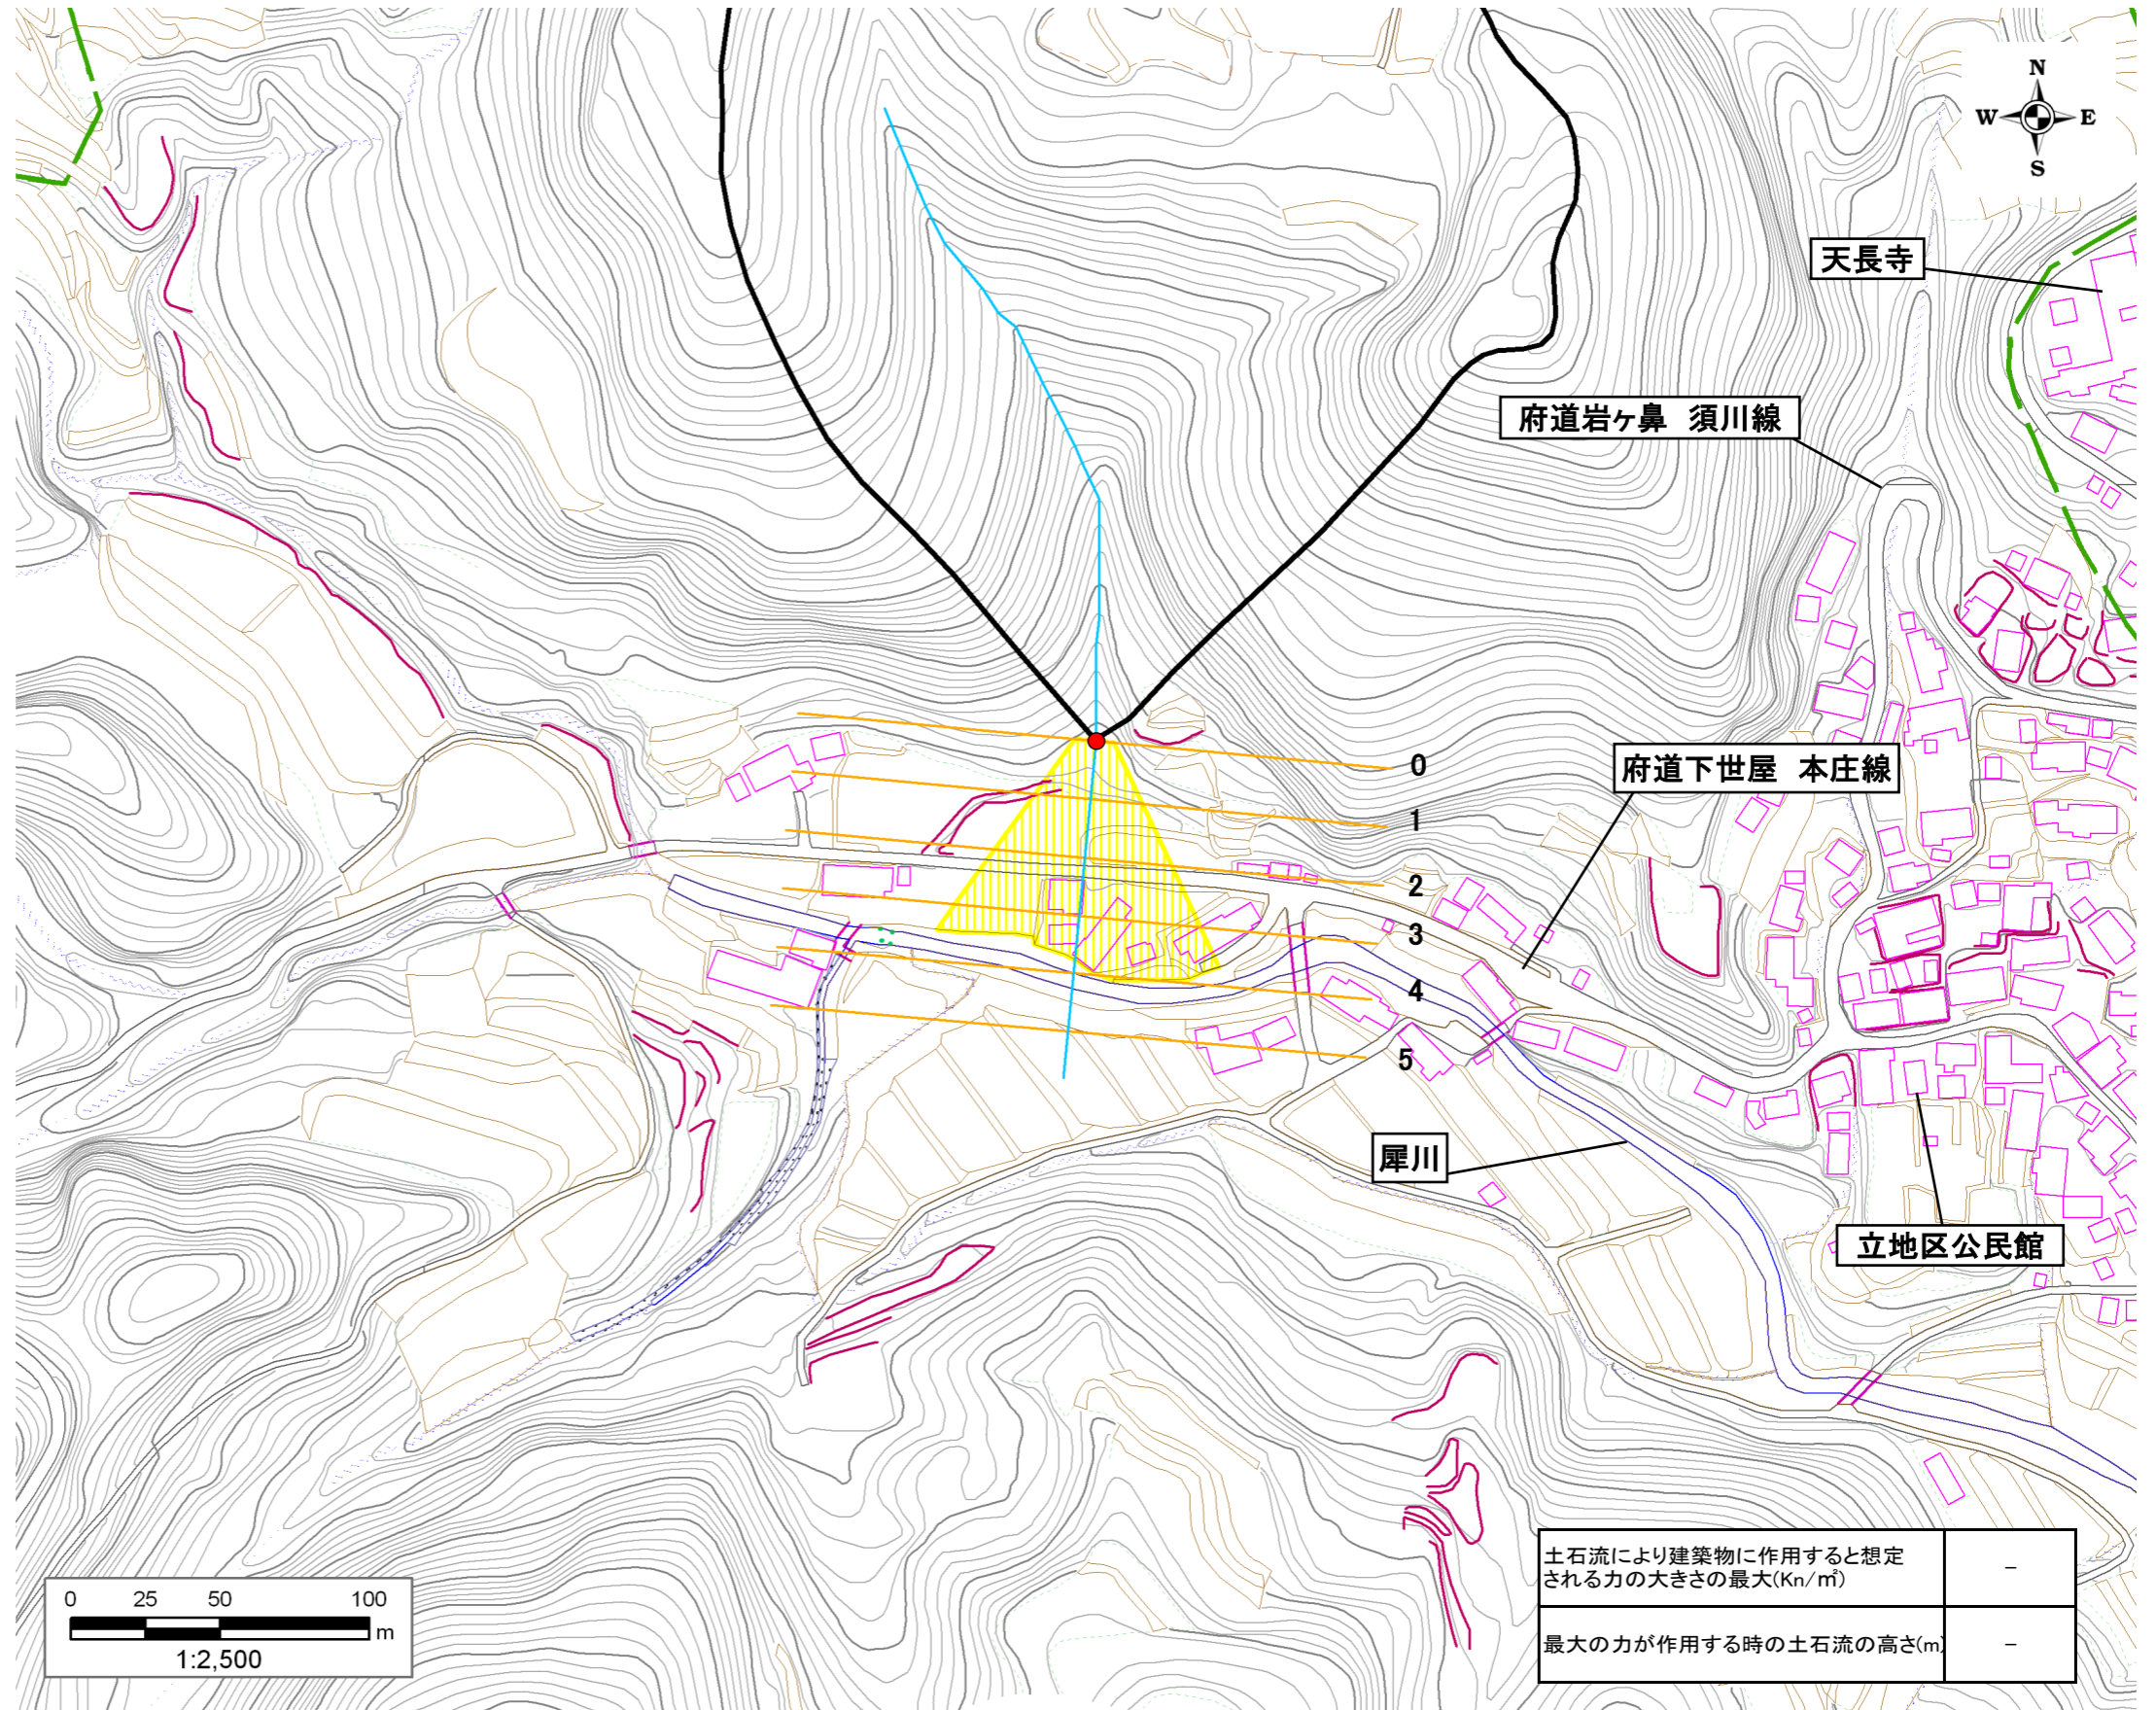 N
W E
S
天長寺
府道岩ヶ鼻　須川線
府道下世屋　本庄線
0
1
2
3
4
5
犀川
立地区公民館
土石流により建築物に作用すると想定
される力の大きさの最大(Kn/㎡) －
最大の力が作用する時の土石流の高さ(m) －
0 25 50 100
m
1:2,500